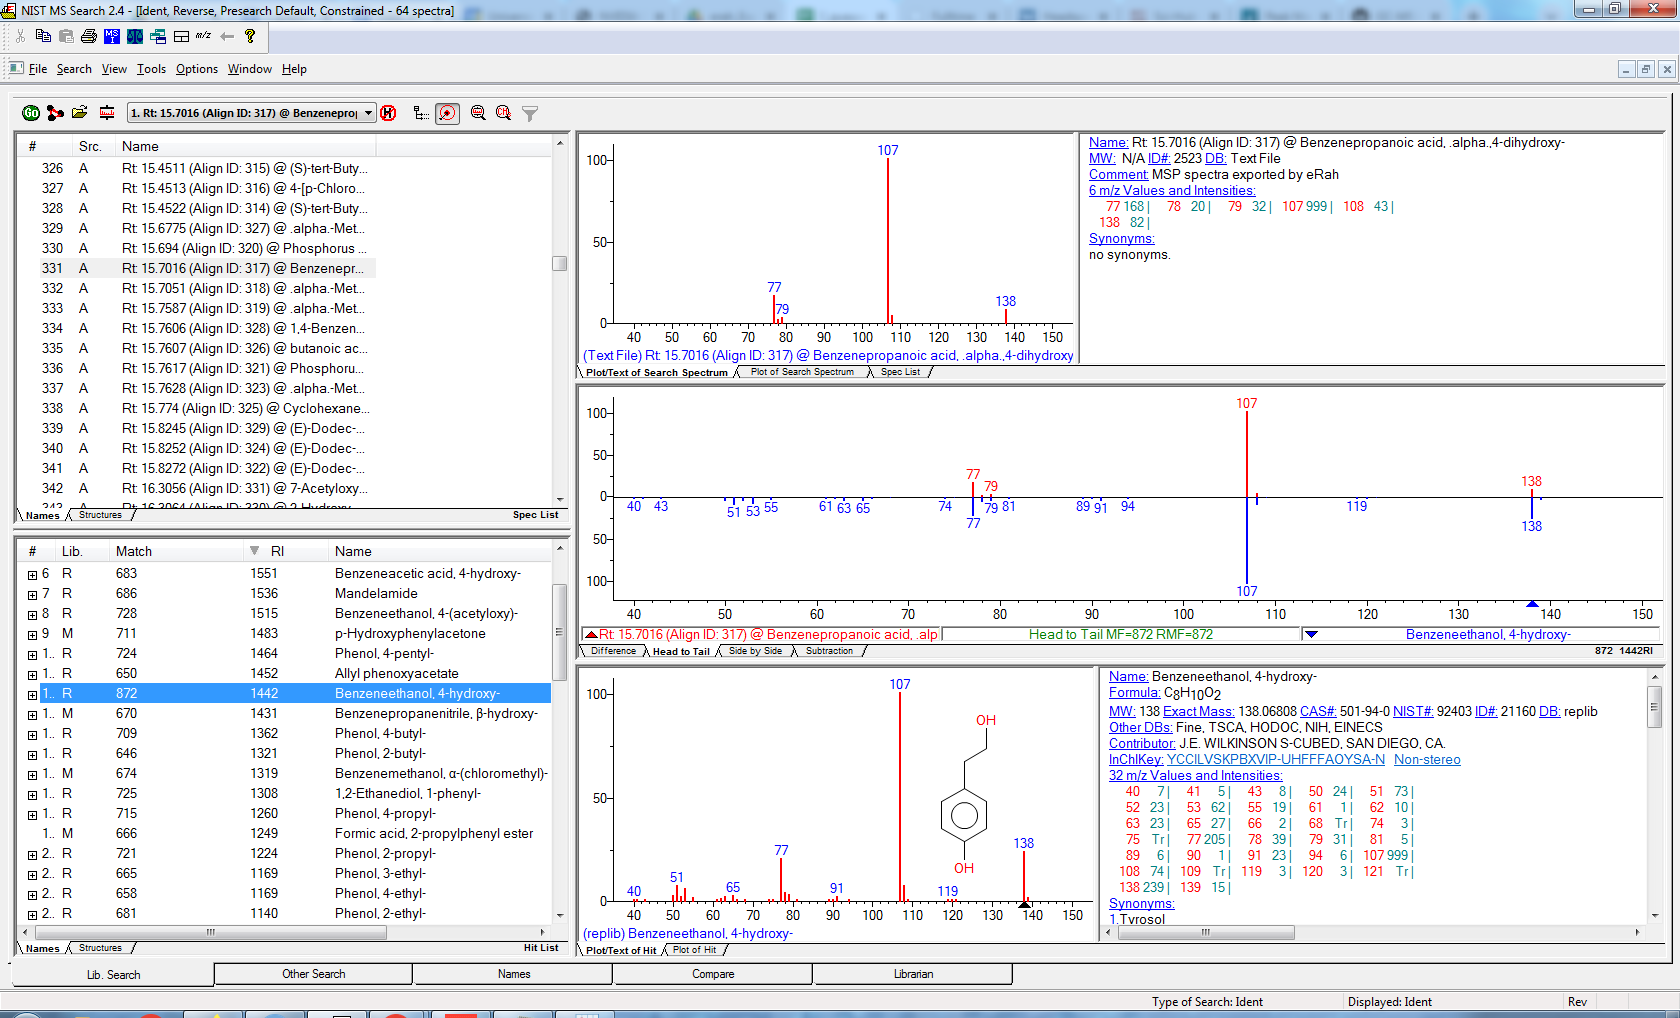 NIST MS Search 2.4 - [Ident, Reverse, Presearch Default, Constrained - 64 spectra]
File Search View Tools Options Window Help
1. Rt: 15.7016 (Align ID: 317) @ Benzeneprop
# Src. Name
326 A Rt: 15.4511 (Align ID: 315) @ (S)-tert-Buty...
327 A Rt: 15.4513 (Align ID: 316) @ 4-[p-Chloro...
328 A Rt: 15.4522 (Align ID: 314) @ (S)-tert-Buty...
329 A Rt: 15.6775 (Align ID: 327) @ .alpha.-Met...
330 A Rt: 15.694 (Align ID: 320) @ Phosphorus ...
331 A Rt: 15.7016 (Align ID: 317) @ Benzenepr...
332 A Rt: 15.7051 (Align ID: 318) @ .alpha.-Met...
333 A Rt: 15.7587 (Align ID: 319) @ .alpha.-Met...
334 A Rt: 15.7606 (Align ID: 328) @ 1,4-Benzen...
335 A Rt: 15.7607 (Align ID: 326) @ butanoic ac...
336 A Rt: 15.7617 (Align ID: 321) @ Phosphoru...
337 A Rt: 15.7628 (Align ID: 323) @ .alpha.-Met...
338 A Rt: 15.774 (Align ID: 325) @ Cyclohexane...
339 A Rt: 15.8245 (Align ID: 329) @ (E)-Dodec-...
340 A Rt: 15.8252 (Align ID: 324) @ (E)-Dodec-...
341 A Rt: 15.8272 (Align ID: 322) @ (E)-Dodec-...
342 A Rt: 16.3056 (Align ID: 331) @ 7-Acetyloxy...
Names Structures Spec List
100
50
0
107
77
79
138
40 50 60 70 80 90 100 110 120 130 140 150
(Text File) Rt: 15.7016 (Align ID: 317) @ Benzenepropanoic acid, .alpha.,4-dihydroxy
Plot/Text of Search Spectrum Plot of Search Spectrum Spec List
Name: Rt: 15.7016 (Align ID: 317) @ Benzenepropanoic acid, .alpha.,4-dihydroxy-
MW: N/A ID#: 2523 DB: Text File
Comment: MSP spectra exported by eRah
6 m/z Values and Intensities:
77 168 | 78 20 | 79 32 | 107 999 | 108 43 |
138 82 |
Synonyms:
no synonyms.
# Lib. Match RI Name
6 R 683 1551 Benzeneacetic acid, 4-hydroxy-
7 R 686 1536 Mandelamide
8 R 728 1515 Benzeneethanol, 4-(acetyloxy)-
9 M 711 1483 p-Hydroxyphenylacetone
1.. R 724 1464 Phenol, 4-pentyl-
1.. R 650 1452 Allyl phenoxyacetate
1.. R 872 1442 Benzeneethanol, 4-hydroxy-
1.. M 670 1431 Benzenepropanenitrile, β-hydroxy-
1.. R 709 1362 Phenol, 4-butyl-
1.. R 646 1321 Phenol, 2-butyl-
1.. M 674 1319 Benzenemethanol, α-(chloromethyl)-
1.. R 725 1308 1,2-Ethanediol, 1-phenyl-
1.. R 715 1260 Phenol, 4-propyl-
1.. M 666 1249 Formic acid, 2-propylphenyl ester
2.. R 721 1224 Phenol, 2-propyl-
2.. R 665 1169 Phenol, 3-ethyl-
2.. R 658 1169 Phenol, 4-ethyl-
2.. R 681 1140 Phenol, 2-ethyl-
Names Structures Hit List
100
50
0
50
100
107
77
79
138
40 43 51 53 55 61 63 65 74 77 79 81 89 91 94 107 119 138
40 50 60 70 80 90 100 110 120 130 140 150
Rt: 15.7016 (Align ID: 317) @ Benzenepropanoic acid, .alp Head to Tail MF=872 RMF=872 Benzeneethanol, 4-hydroxy-
Difference Head to Tail Side by Side Subtraction 872 1442RI
100
50
0
107
OH
OH
138
77
40 51 65 91 119
40 50 60 70 80 90 100 110 120 130 140 150
(replib) Benzeneethanol, 4-hydroxy-
Plot/Text of Hit Plot of Hit
Name: Benzeneethanol, 4-hydroxy-
Formula: C8H10O2
MW: 138 Exact Mass: 138.06808 CAS#: 501-94-0 NIST#: 92403 ID#: 21160 DB: replib
Other DBs: Fine, TSCA, HODOC, NIH, EINECS
Contributor: J.E. WILKINSON S-CUBED, SAN DIEGO, CA.
InChIKey: YCCILVSKPBXVIP-UHFFFAOYSA-N Non-stereo
32 m/z Values and Intensities:
40 7 | 41 5 | 43 8 | 50 24 | 51 73 |
52 23 | 53 62 | 55 19 | 61 1 | 62 10 |
63 23 | 65 27 | 66 2 | 68 Tr | 74 3 |
75 Tr | 77 205 | 78 39 | 79 31 | 81 5 |
89 6 | 90 1 | 91 23 | 94 6 | 107 999 |
108 74 | 109 Tr | 119 3 | 120 3 | 121 Tr |
138 239 | 139 15 |
Synonyms:
1.Tyrosol
Lib. Search Other Search Names Compare Librarian
Type of Search: Ident Displayed: Ident Rev